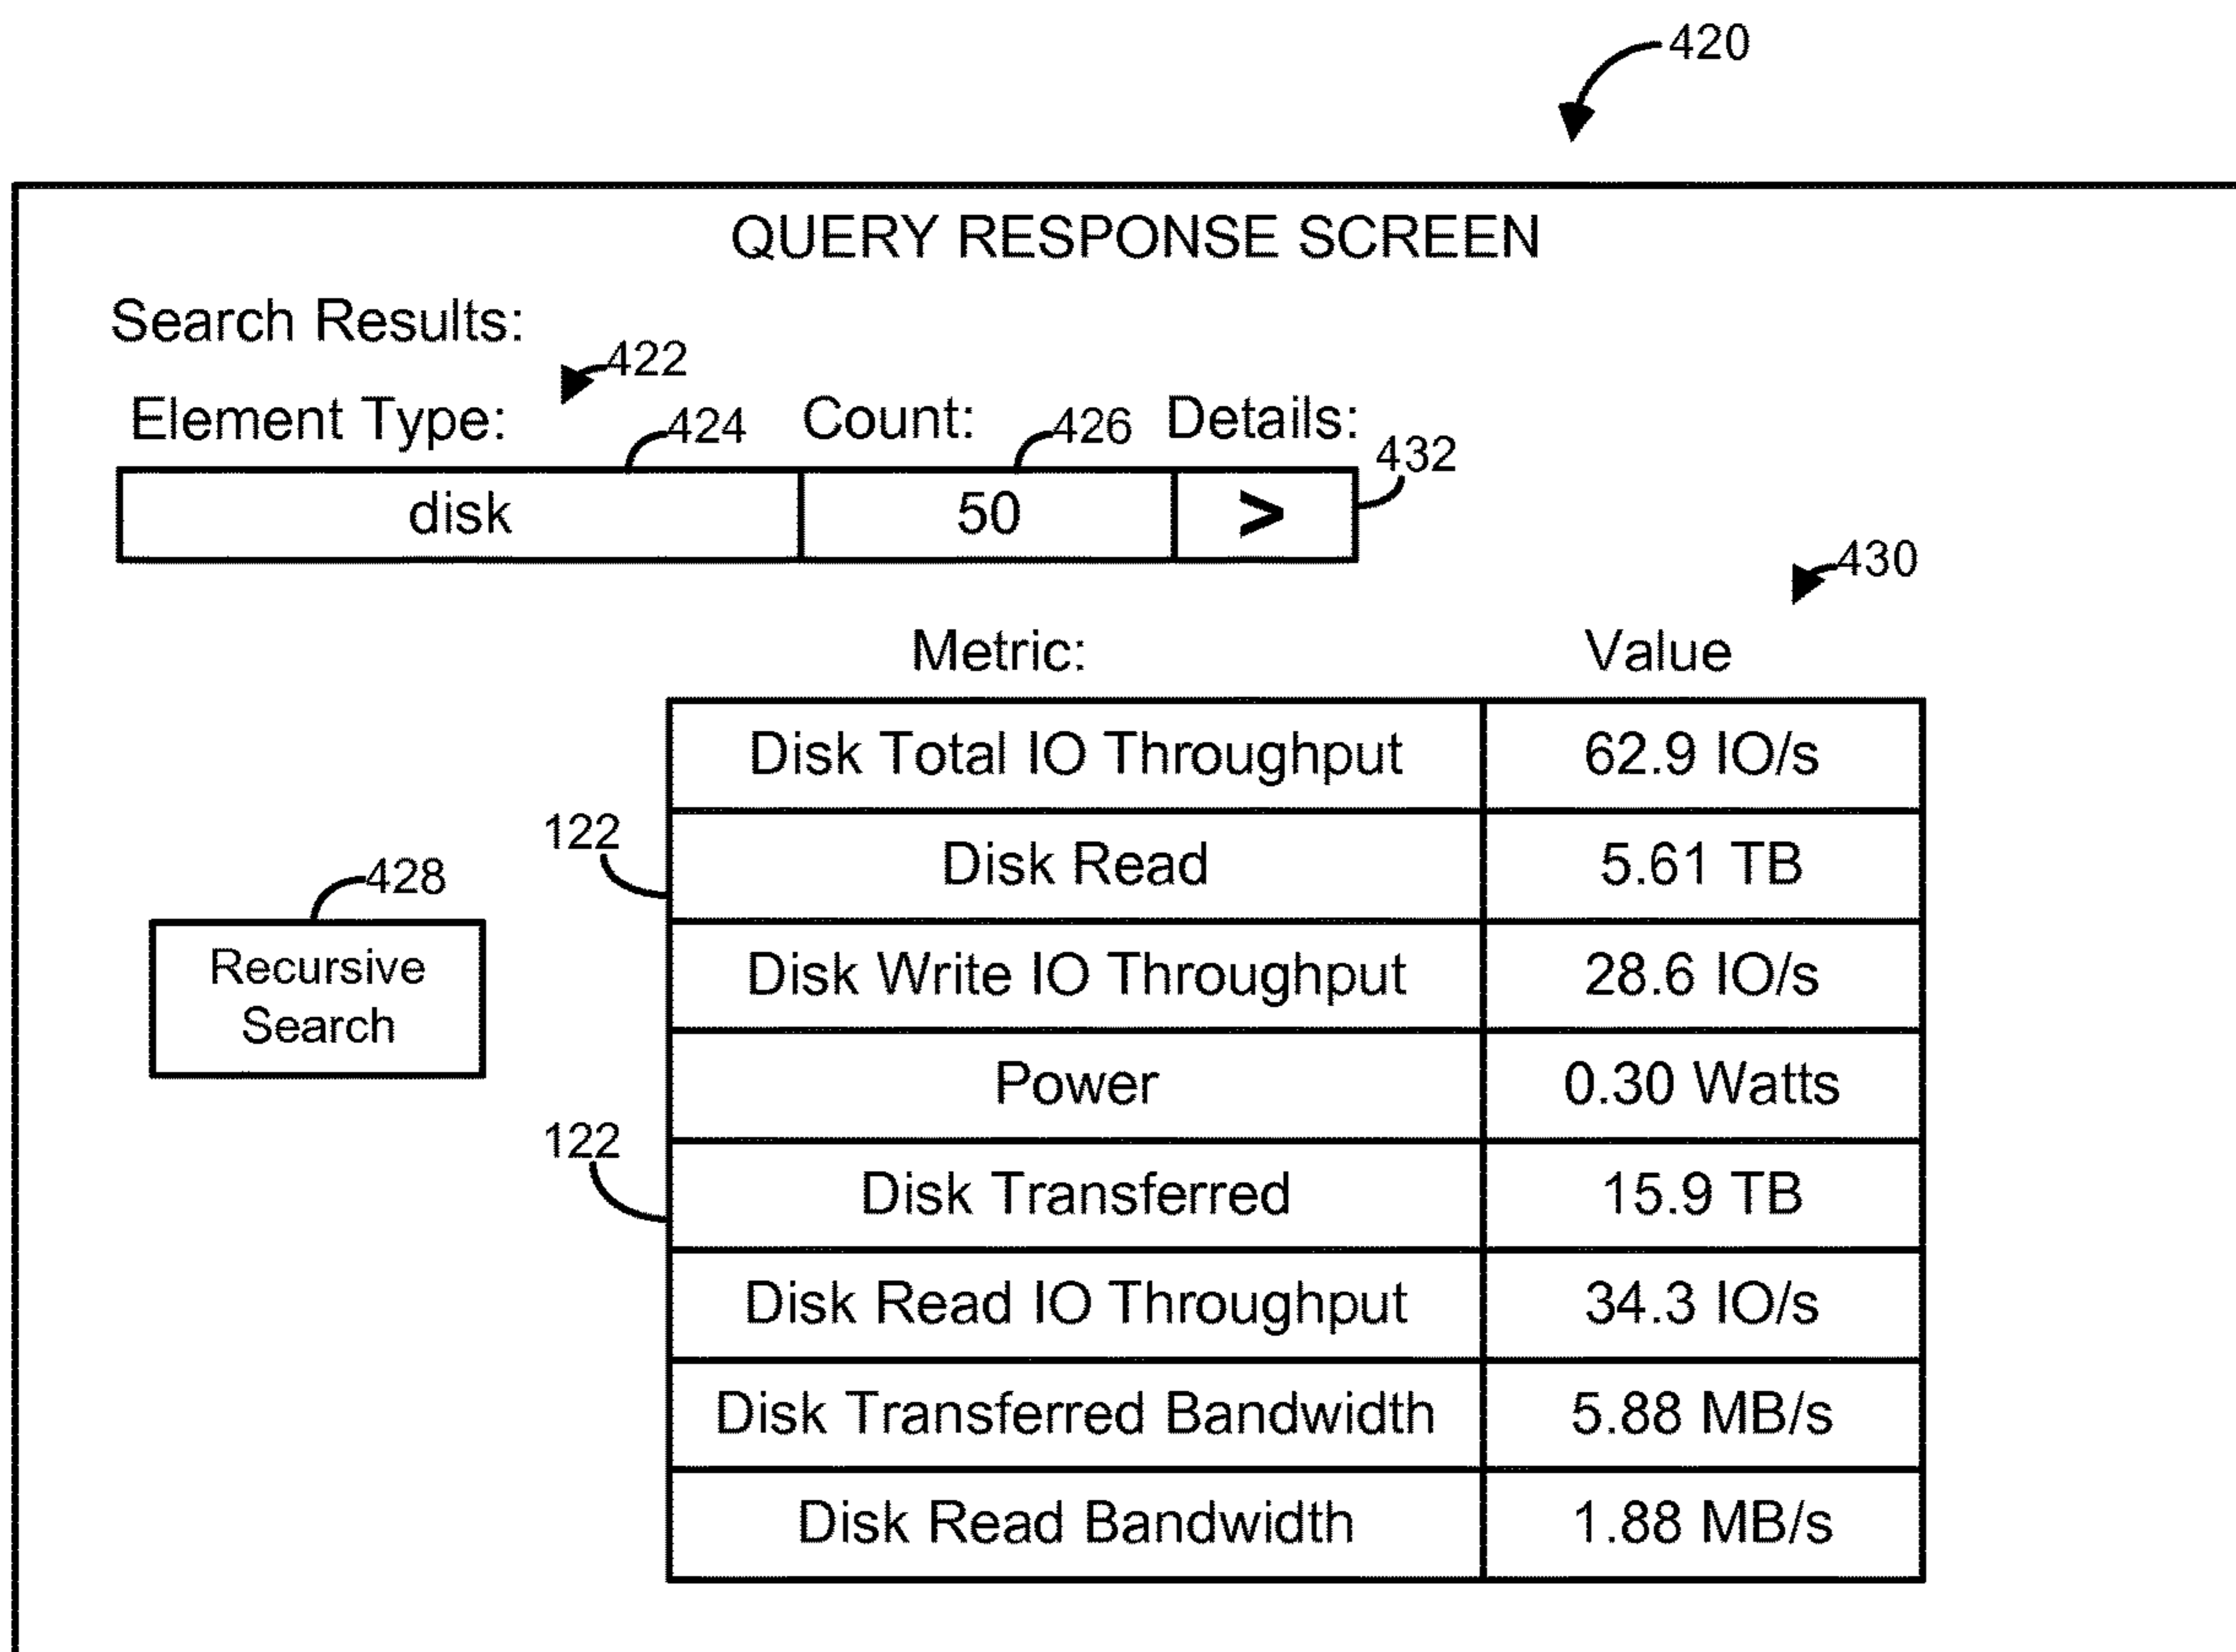 420
QUERY RESPONSE SCREEN
Search Results:
422
Element Type: 424 Count: 426 Details: 432
disk 50 >
430
Metric: Value
Disk Total IO Throughput 62.9 IO/s
122 Disk Read 5.61 TB
428
Recursive
Search
Disk Write IO Throughput 28.6 IO/s
Power 0.30 Watts
122 Disk Transferred 15.9 TB
Disk Read IO Throughput 34.3 IO/s
Disk Transferred Bandwidth 5.88 MB/s
Disk Read Bandwidth 1.88 MB/s